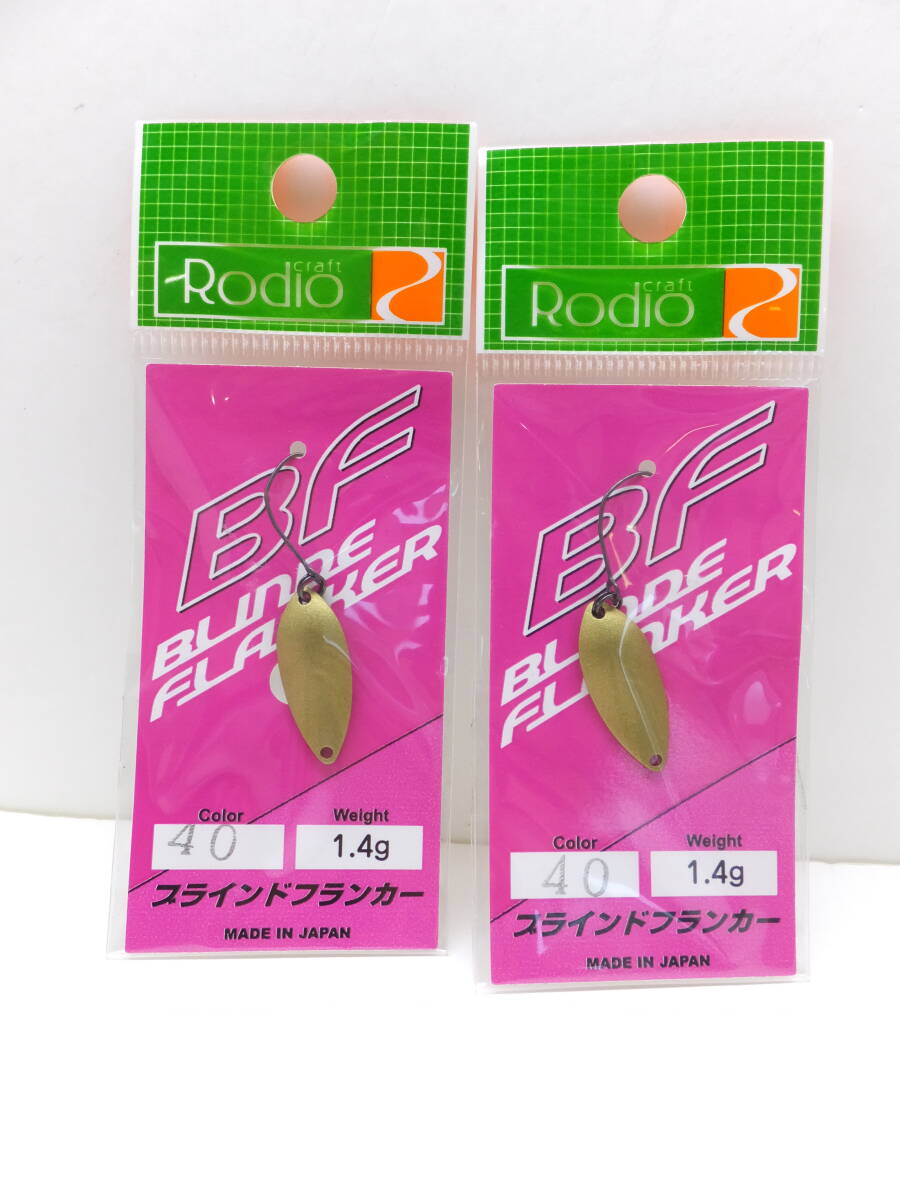 craft
Rodio
BF
BLINDE
FLANKER
Color
Weight
40
1.4g
ブラインドフランカー
MADE IN JAPAN
craft
Rodio
BF
BLINDE
FLANKER
Color
Weight
40
1.4g
ブラインドフランカー
MADE IN JAPAN